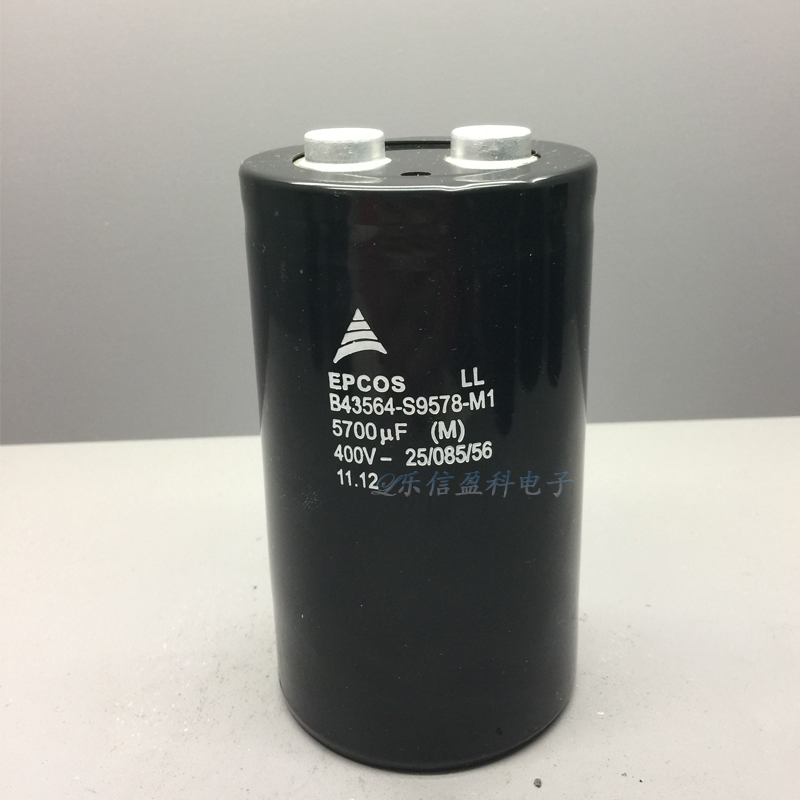 EPCOS LL
B43564-S9578-M1
5700μF (M)
400V- 25/085/56
11.12
乐信盈科电子